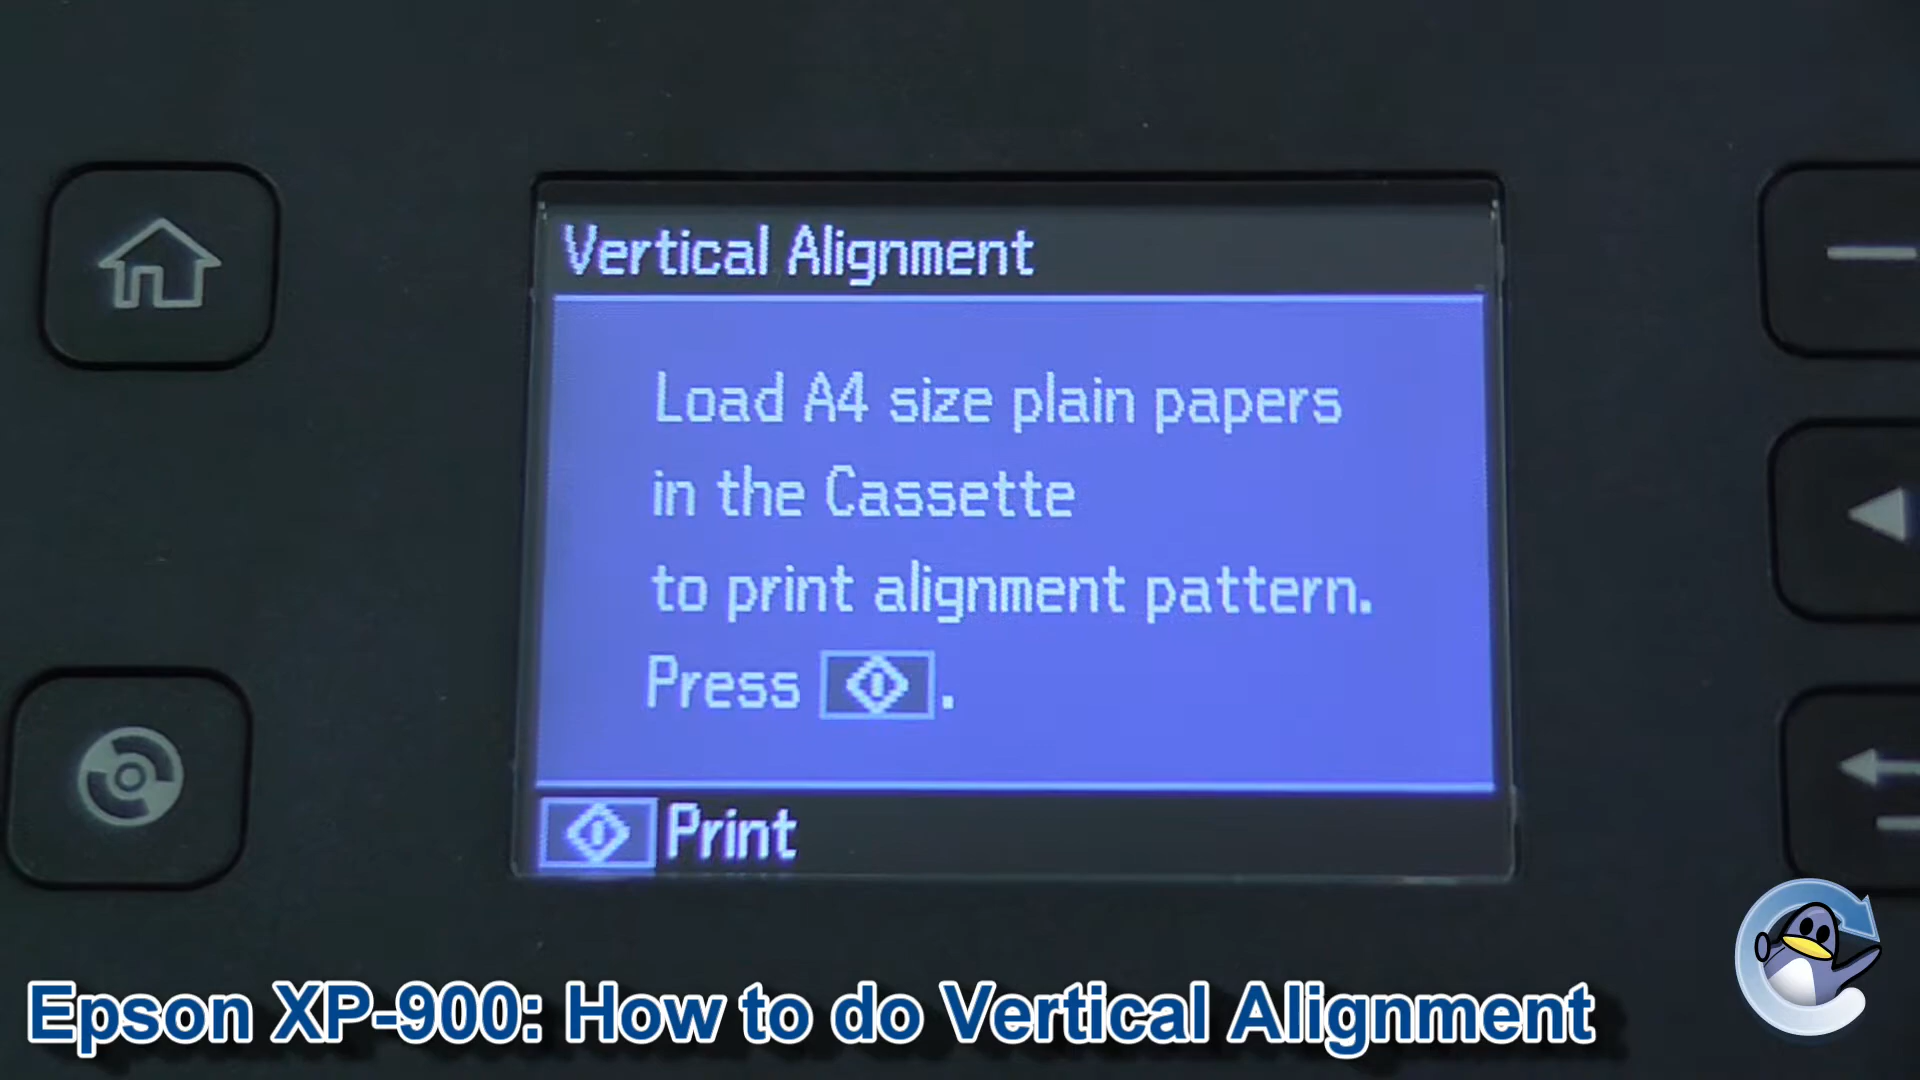 Vertical Alignment
Load A4 size plain papers
in the Cassette
to print alignment pattern.
Press .
Print
Epson XP-900: How to do Vertical Alignment